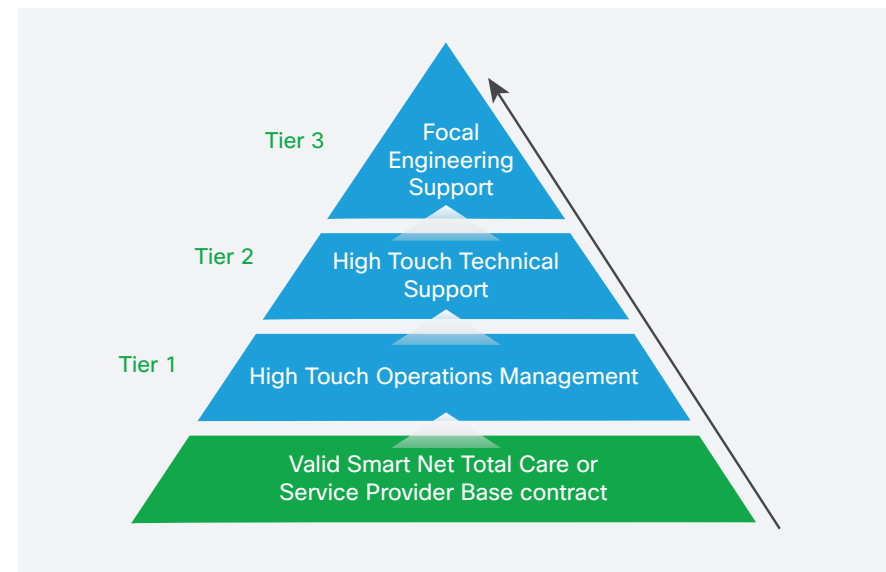 Tier 3
Focal
Engineering
Support
Tier 2
High Touch Technical
Support
Tier 1
High Touch Operations Management
Valid Smart Net Total Care or
Service Provider Base contract